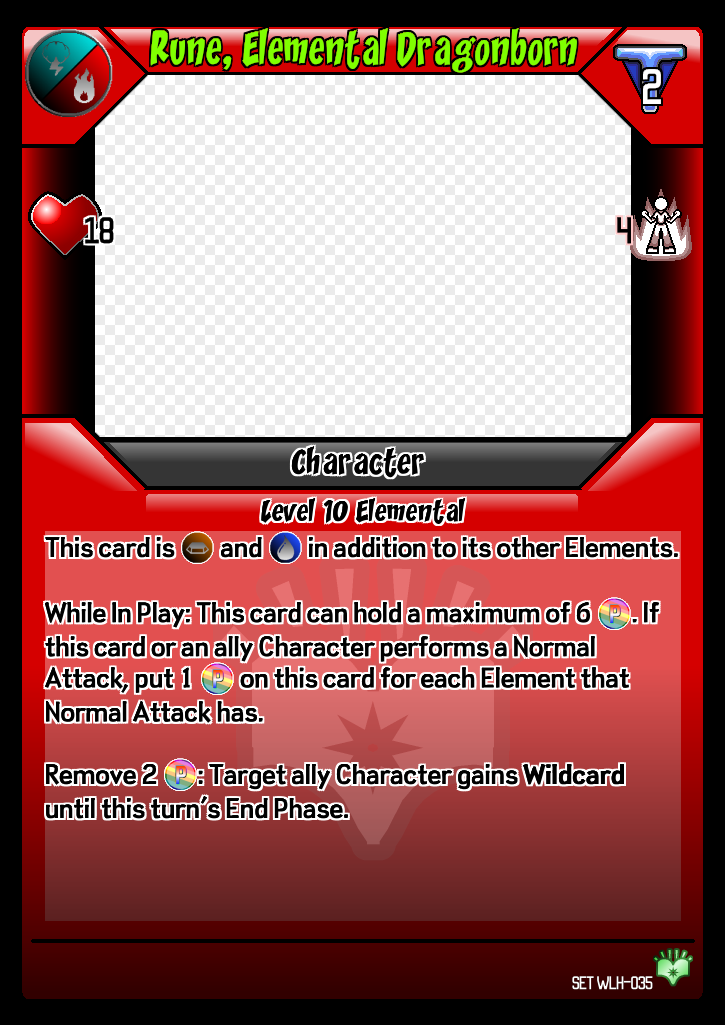 Rune, Elemental Dragonborn
2
18
4
Character
Level 10 Elemental
This card is and in addition to its other Elements.
While In Play: This card can hold a maximum of 6 P. If
this card or an ally Character performs a Normal
Attack, put 1 P on this card for each Element that
Normal Attack has.
Remove 2 P: Target ally Character gains Wildcard
until this turn's End Phase.
SET WLH-035